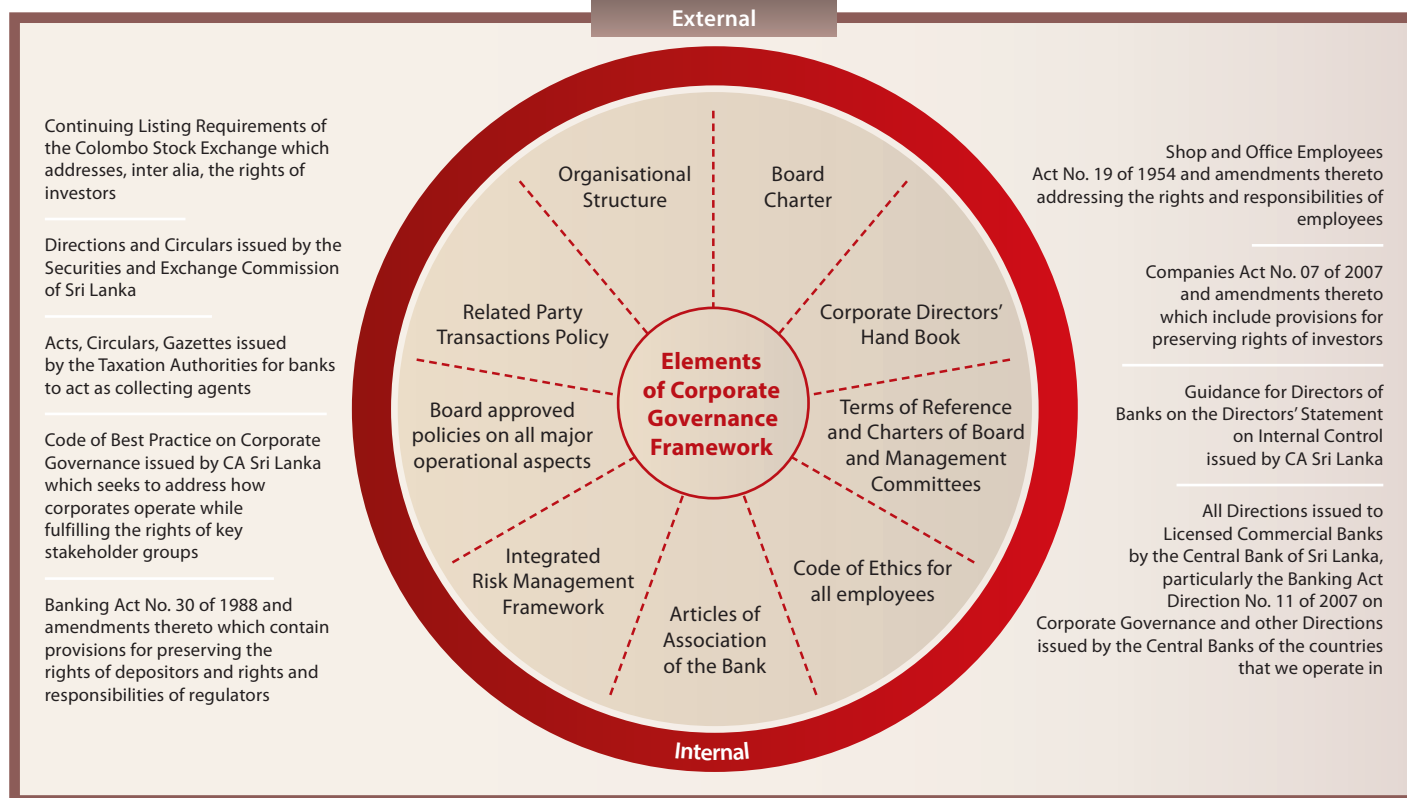 External
Continuing Listing Requirements of
the Colombo Stock Exchange which
addresses, inter alia, the rights of
investors
Directions and Circulars issued by the
Securities and Exchange Commission
of Sri Lanka
Acts, Circulars, Gazettes issued
by the Taxation Authorities for banks
to act as collecting agents
Code of Best Practice on Corporate
Governance issued by CA Sri Lanka
which seeks to address how
corporates operate while
fulfilling the rights of key
stakeholder groups
Banking Act No. 30 of 1988 and
amendments thereto which contain
provisions for preserving the
rights of depositors and rights and
responsibilities of regulators
Elements
of Corporate
Governance
Framework
Organisational
Structure
Board
Charter
Corporate Directors’
Hand Book
Terms of Reference
and Charters of Board
and Management
Committees
Code of Ethics for
all employees
Articles of
Association
of the Bank
Integrated
Risk Management
Framework
Board approved
policies on all major
operational aspects
Related Party
Transactions Policy
Internal
Shop and Office Employees
Act No. 19 of 1954 and amendments thereto
addressing the rights and responsibilities of
employees
Companies Act No. 07 of 2007
and amendments thereto
which include provisions for
preserving rights of investors
Guidance for Directors of
Banks on the Directors’ Statement
on Internal Control
issued by CA Sri Lanka
All Directions issued to
Licensed Commercial Banks
by the Central Bank of Sri Lanka,
particularly the Banking Act
Direction No. 11 of 2007 on
Corporate Governance and other Directions
issued by the Central Banks of the countries
that we operate in